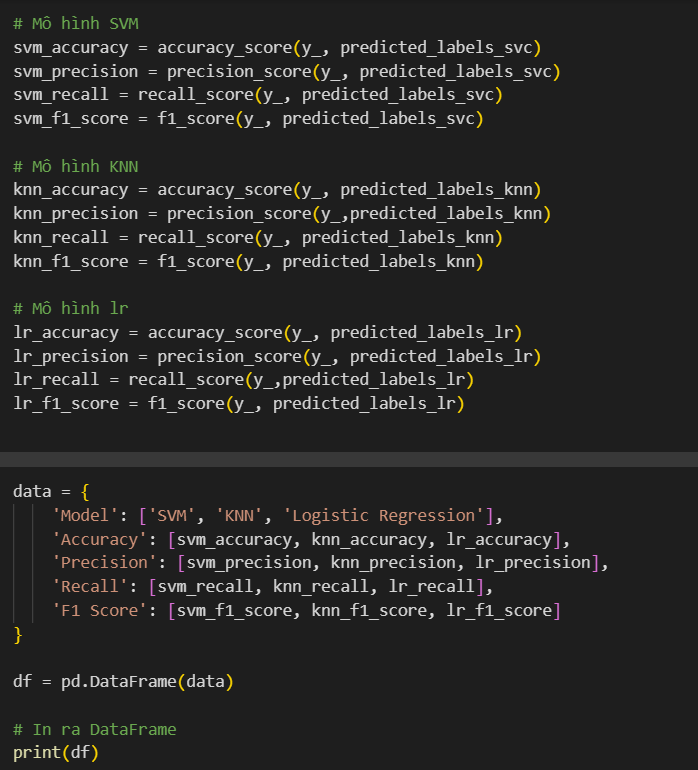 # Mô hình SVM
svm_accuracy = accuracy_score(y_, predicted_labels_svc)
svm_precision = precision_score(y_, predicted_labels_svc)
svm_recall = recall_score(y_, predicted_labels_svc)
svm_f1_score = f1_score(y_, predicted_labels_svc)
# Mô hình KNN
knn_accuracy = accuracy_score(y_, predicted_labels_knn)
knn_precision = precision_score(y_,predicted_labels_knn)
knn_recall = recall_score(y_, predicted_labels_knn)
knn_f1_score = f1_score(y_, predicted_labels_knn)
# Mô hình lr
lr_accuracy = accuracy_score(y_, predicted_labels_lr)
lr_precision = precision_score(y_, predicted_labels_lr)
lr_recall = recall_score(y_,predicted_labels_lr)
lr_f1_score = f1_score(y_, predicted_labels_lr)
data = {
    'Model': ['SVM', 'KNN', 'Logistic Regression'],
    'Accuracy': [svm_accuracy, knn_accuracy, lr_accuracy],
    'Precision': [svm_precision, knn_precision, lr_precision],
    'Recall': [svm_recall, knn_recall, lr_recall],
    'F1 Score': [svm_f1_score, knn_f1_score, lr_f1_score]
}
df = pd.DataFrame(data)
# In ra DataFrame
print(df)